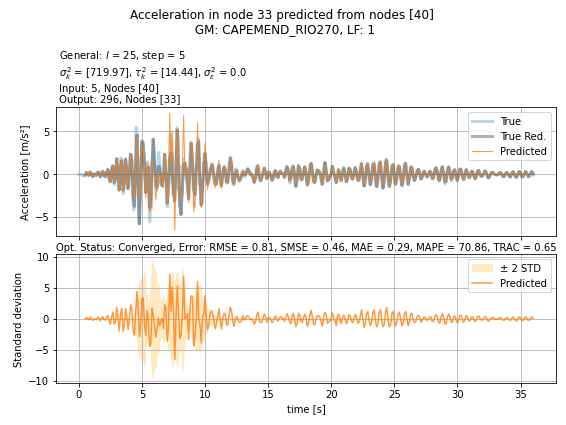 Acceleration in node 33 predicted from nodes [40]
GM: CAPEMEND_RIO270, LF: 1
General: l = 25, step = 5
σ²ₖ = [719.97], τ²ₖ = [14.44], σ²ε = 0.0
Input: 5, Nodes [40]
Output: 296, Nodes [33]
Acceleration [m/s²]
5
0
−5
True
True Red.
Predicted
Opt. Status: Converged, Error: RMSE = 0.81, SMSE = 0.46, MAE = 0.29, MAPE = 70.86, TRAC = 0.65
Standard deviation
10
5
0
−5
−10
± 2 STD
Predicted
0 5 10 15 20 25 30 35
time [s]